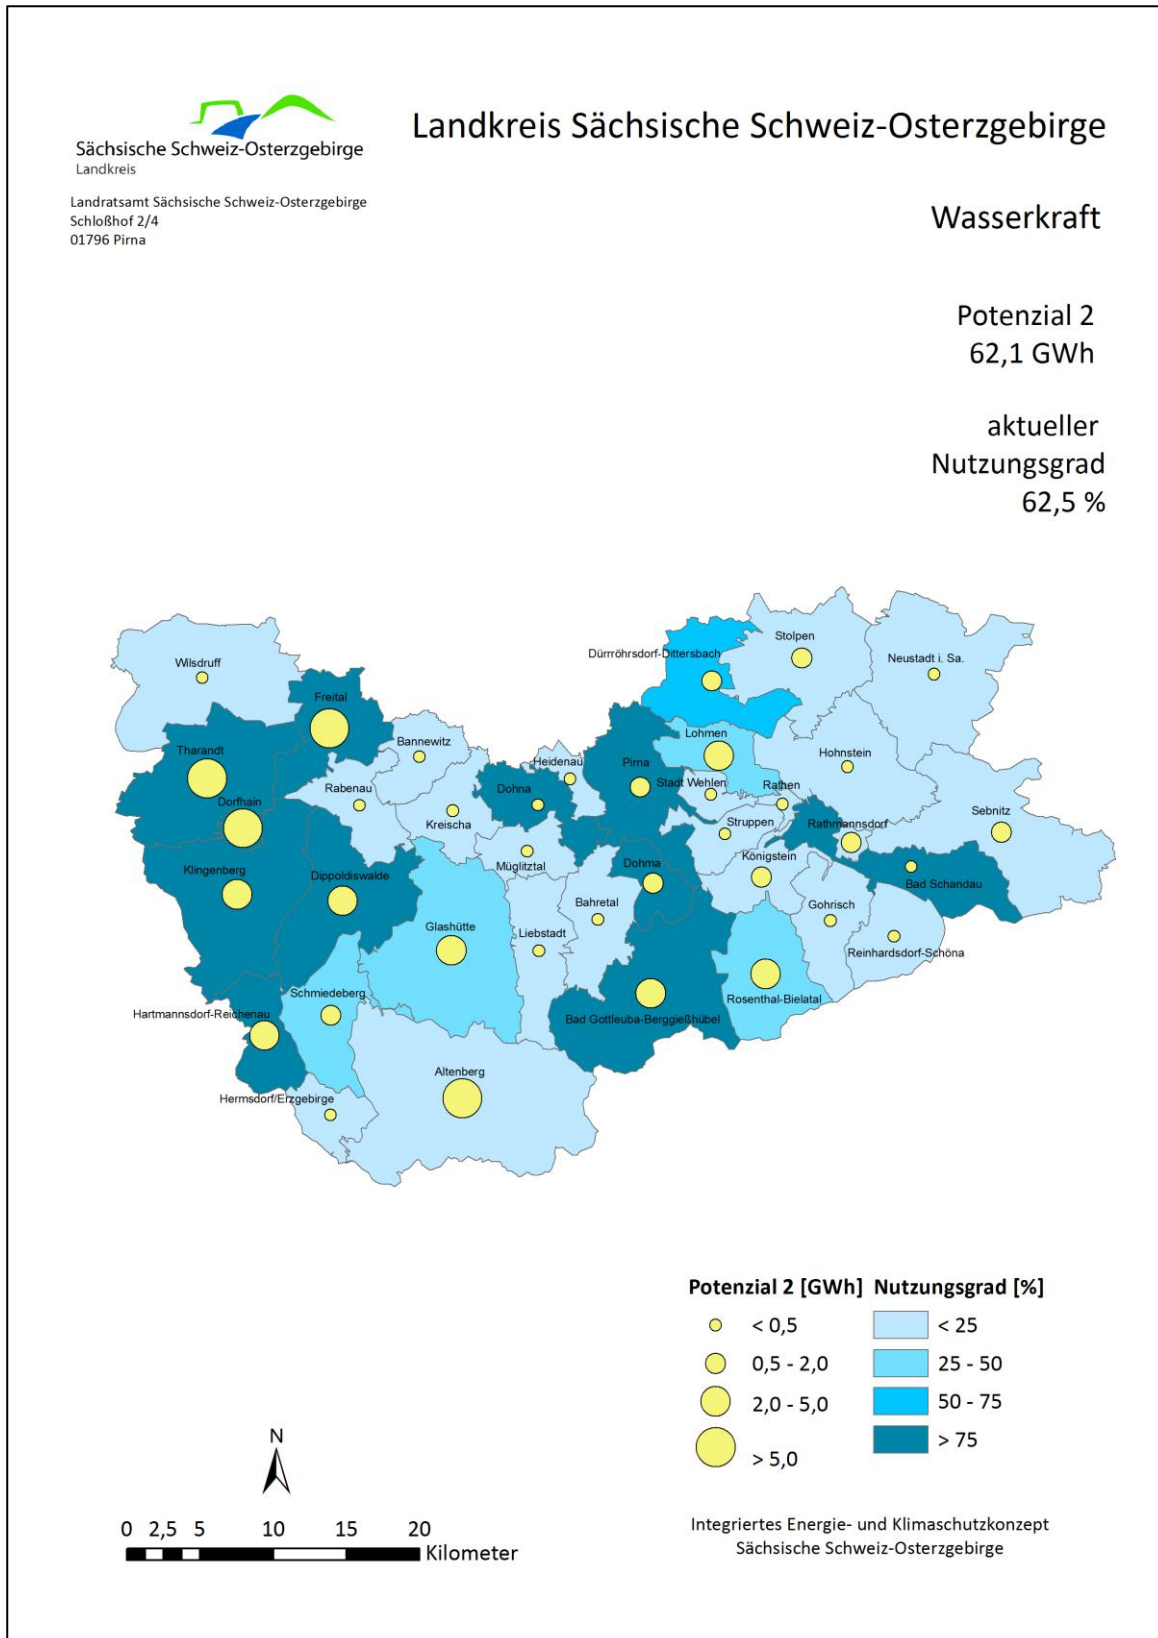 Sächsische Schweiz-Osterzgebirge
Landkreis
Landratsamt Sächsische Schweiz-Osterzgebirge
Schloßhof 2/4
01796 Pirna
Landkreis Sächsische Schweiz-Osterzgebirge
Wasserkraft
Potenzial 2
62,1 GWh
aktueller
Nutzungsgrad
62,5 %
Wilsdruff
Freital
Tharandt
Dorfhain
Klingenberg
Dippoldiswalde
Hartmannsdorf-Reichenau
Schmiedeberg
Hermsdorf/Erzgebirge
Altenberg
Glashütte
Bannewitz
Rabenau
Kreischa
Dohna
Heidenau
Müglitztal
Liebstadt
Bahretal
Pirna
Dohma
Bad Gottleuba-Berggießhübel
Dürrröhrsdorf-Dittersbach
Stolpen
Neustadt i. Sa.
Lohmen
Stadt Wehlen
Rathen
Hohnstein
Struppen
Rathmannsdorf
Sebnitz
Königstein
Bad Schandau
Gohrisch
Reinhardsdorf-Schöna
Rosenthal-Bielatal
Potenzial 2 [GWh]
< 0,5
0,5 - 2,0
2,0 - 5,0
> 5,0
Nutzungsgrad [%]
< 25
25 - 50
50 - 75
> 75
N
0 2,5 5 10 15 20
Kilometer
Integriertes Energie- und Klimaschutzkonzept
Sächsische Schweiz-Osterzgebirge